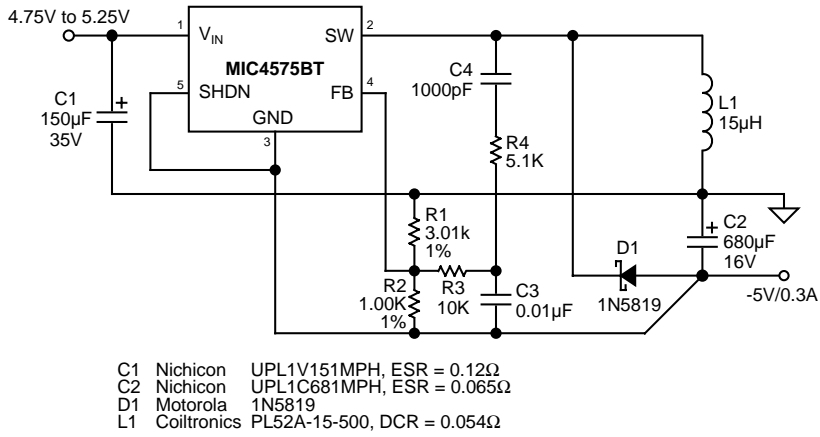 4.75V to 5.25V
1
VIN
SW
2
MIC4575BT
5
SHDN
FB
4
GND
3
C1
+
150µF
35V
C4
1000pF
R4
5.1K
L1
15µH
R1
3.01k
1%
R2
1.00K
1%
R3
10K
C3
0.01µF
D1
1N5819
C2
+
680µF
16V
-5V/0.3A
C1 Nichicon UPL1V151MPH, ESR = 0.12Ω
C2 Nichicon UPL1C681MPH, ESR = 0.065Ω
D1 Motorola 1N5819
L1 Coiltronics PL52A-15-500, DCR = 0.054Ω